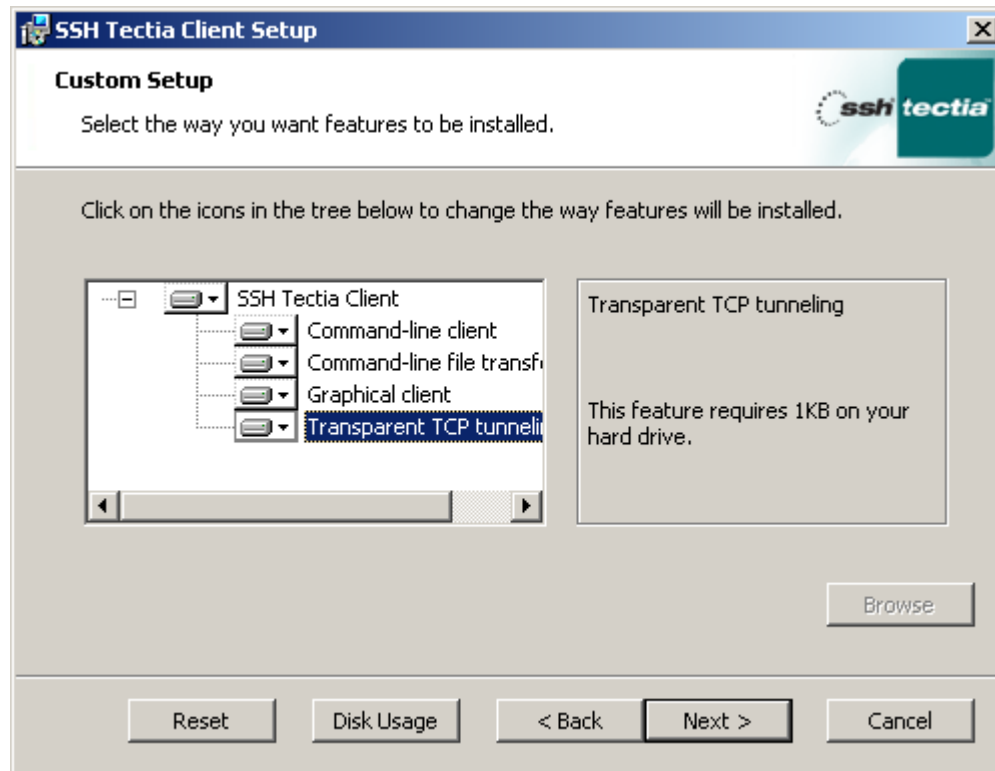 SSH Tectia Client Setup
Custom Setup
Select the way you want features to be installed.
ssh tectia
Click on the icons in the tree below to change the way features will be installed.
SSH Tectia Client
Command-line client
Command-line file transf
Graphical client
Transparent TCP tunneli
Transparent TCP tunneling
This feature requires 1KB on your
hard drive.
Browse
Reset
Disk Usage
< Back
Next >
Cancel